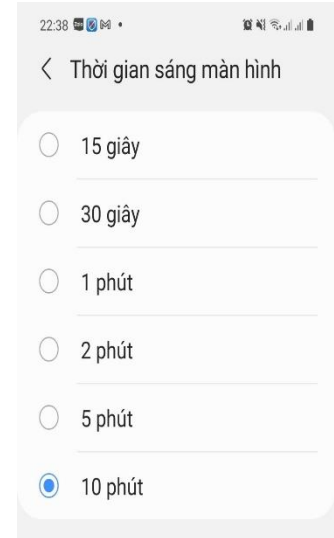 22:38
Thời gian sáng màn hình
15 giây
30 giây
1 phút
2 phút
5 phút
10 phút